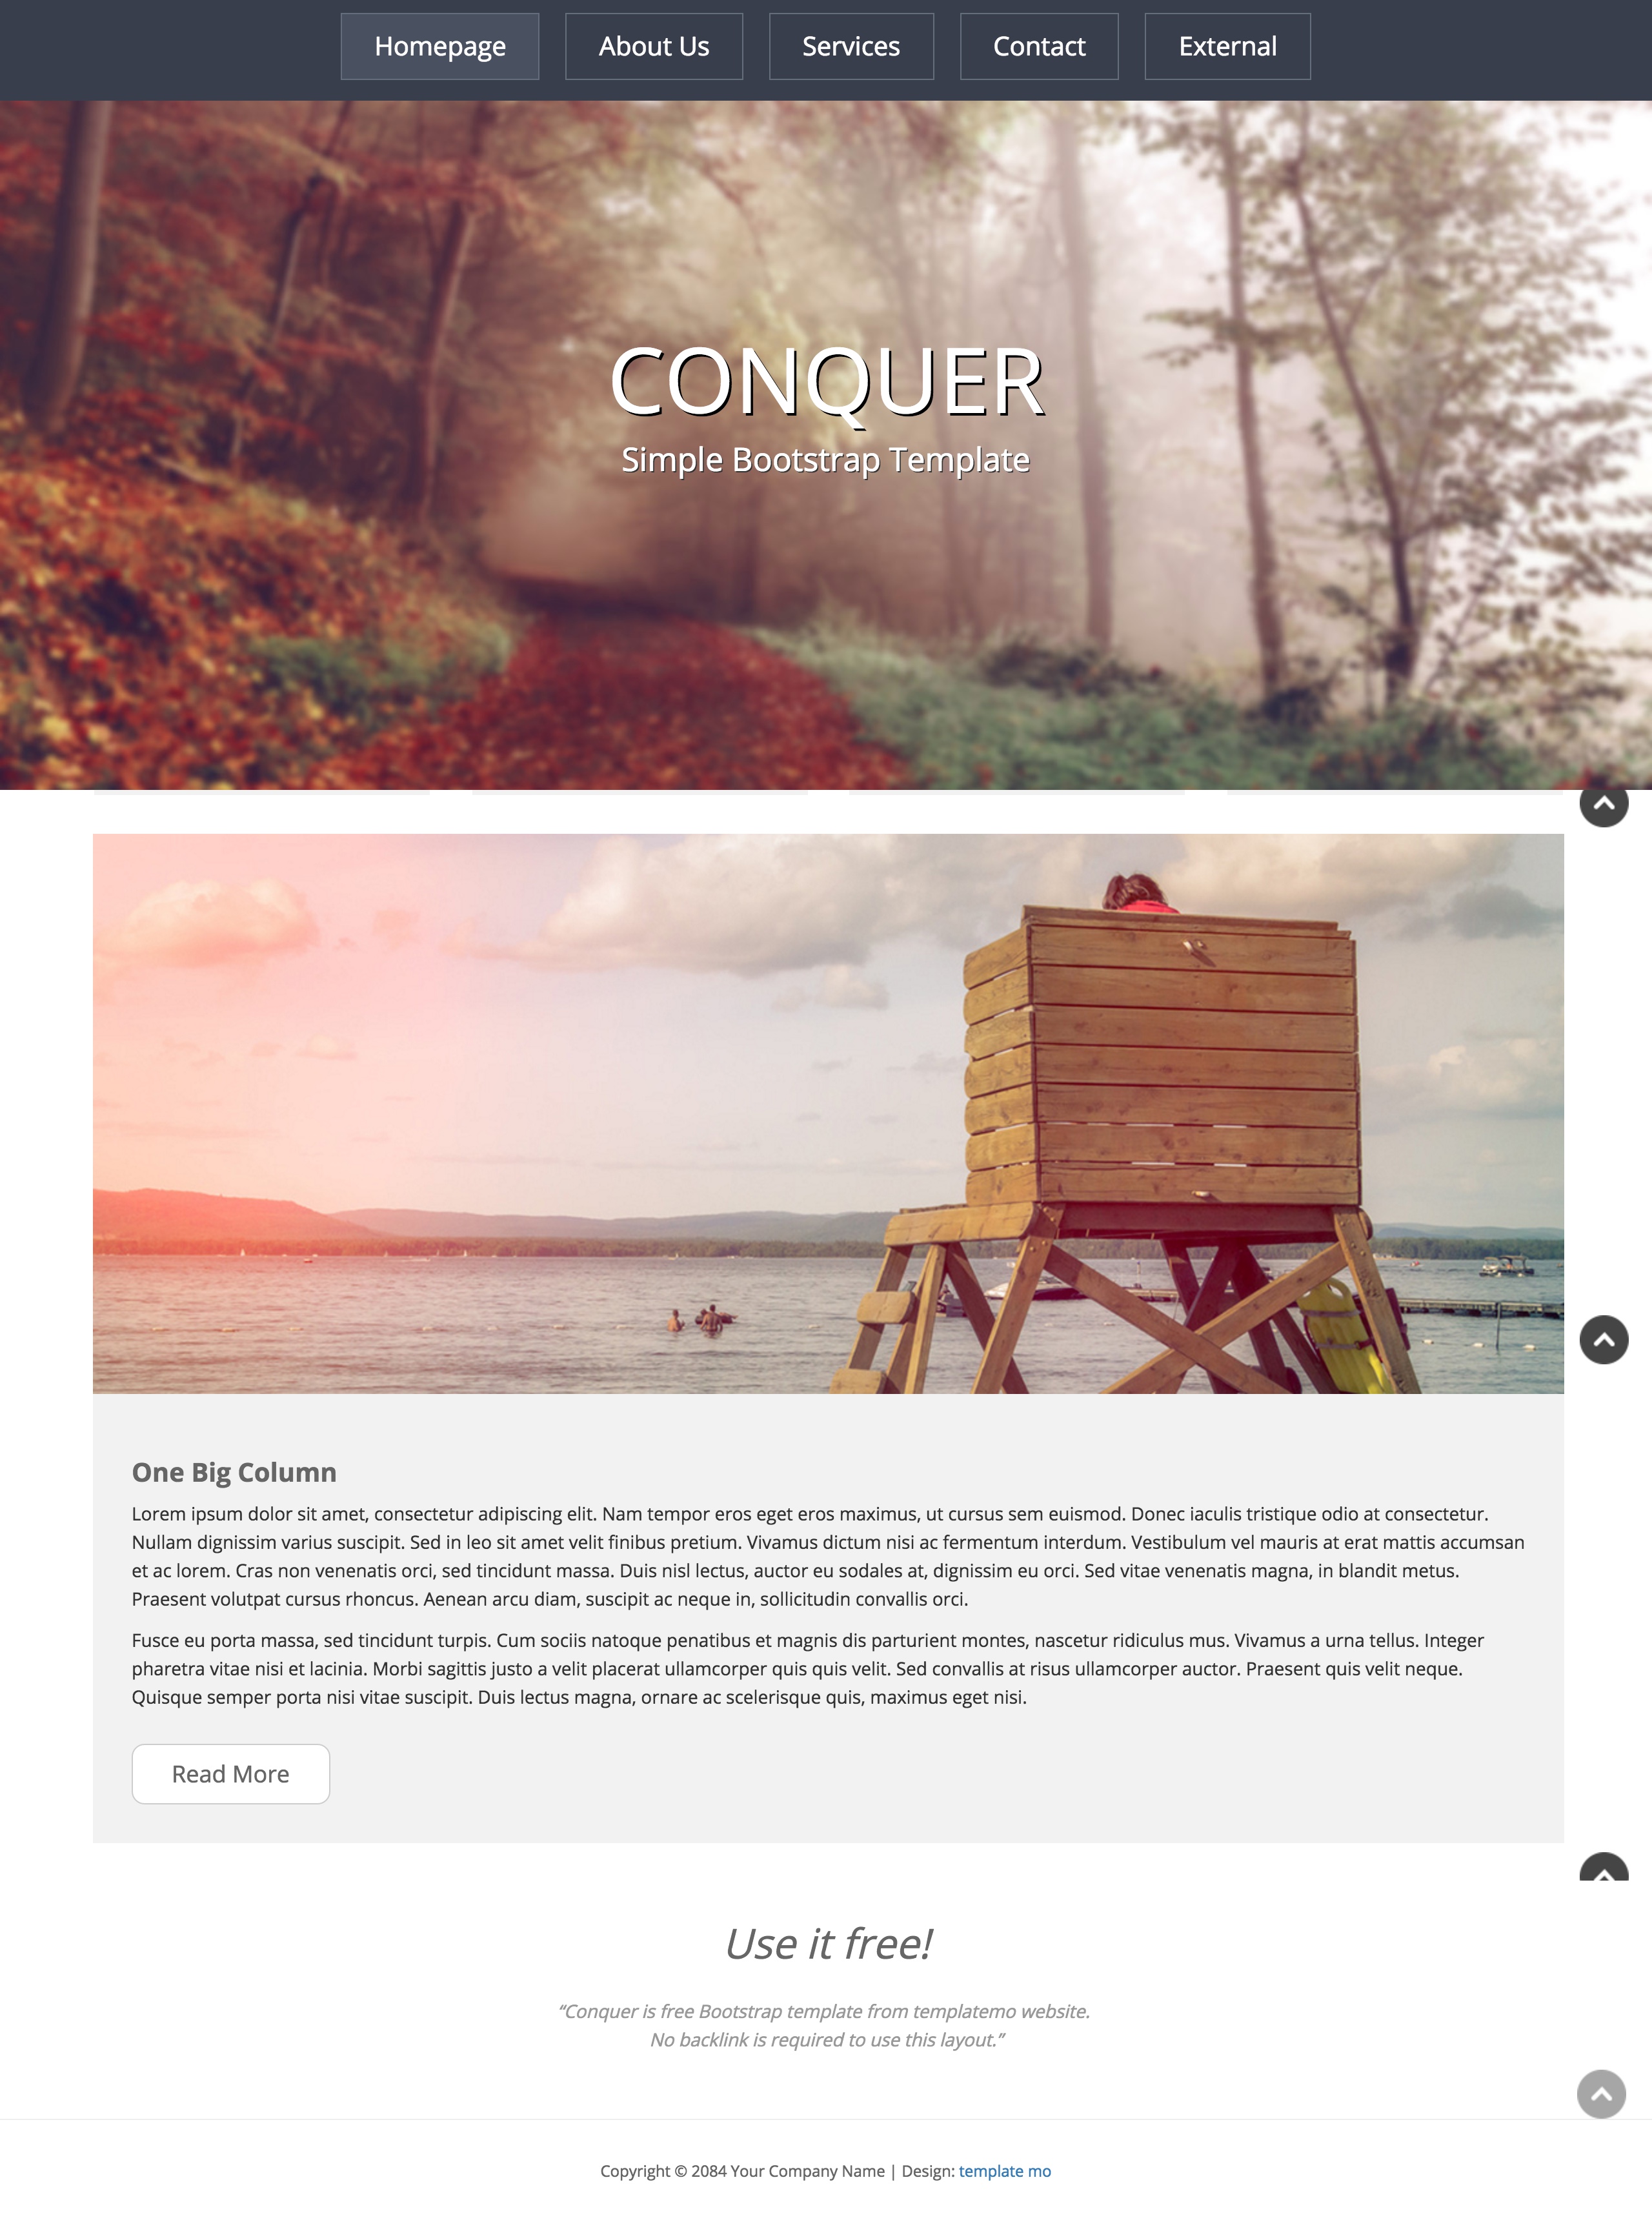 Homepage
About Us
Services
Contact
External
CONQUER
Simple Bootstrap Template
One Big Column
Lorem ipsum dolor sit amet, consectetur adipiscing elit. Nam tempor eros eget eros maximus, ut cursus sem euismod. Donec iaculis tristique odio at consectetur.
Nullam dignissim varius suscipit. Sed in leo sit amet velit finibus pretium. Vivamus dictum nisi ac fermentum interdum. Vestibulum vel mauris at erat mattis accumsan
et ac lorem. Cras non venenatis orci, sed tincidunt massa. Duis nisl lectus, auctor eu sodales at, dignissim eu orci. Sed vitae venenatis magna, in blandit metus.
Praesent volutpat cursus rhoncus. Aenean arcu diam, suscipit ac neque in, sollicitudin convallis orci.
Fusce eu porta massa, sed tincidunt turpis. Cum sociis natoque penatibus et magnis dis parturient montes, nascetur ridiculus mus. Vivamus a urna tellus. Integer
pharetra vitae nisi et lacinia. Morbi sagittis justo a velit placerat ullamcorper quis quis velit. Sed convallis at risus ullamcorper auctor. Praesent quis velit neque.
Quisque semper porta nisi vitae suscipit. Duis lectus magna, ornare ac scelerisque quis, maximus eget nisi.
Read More
Use it free!
“Conquer is free Bootstrap template from templatemo website.
No backlink is required to use this layout.”
Copyright © 2084 Your Company Name | Design: template mo